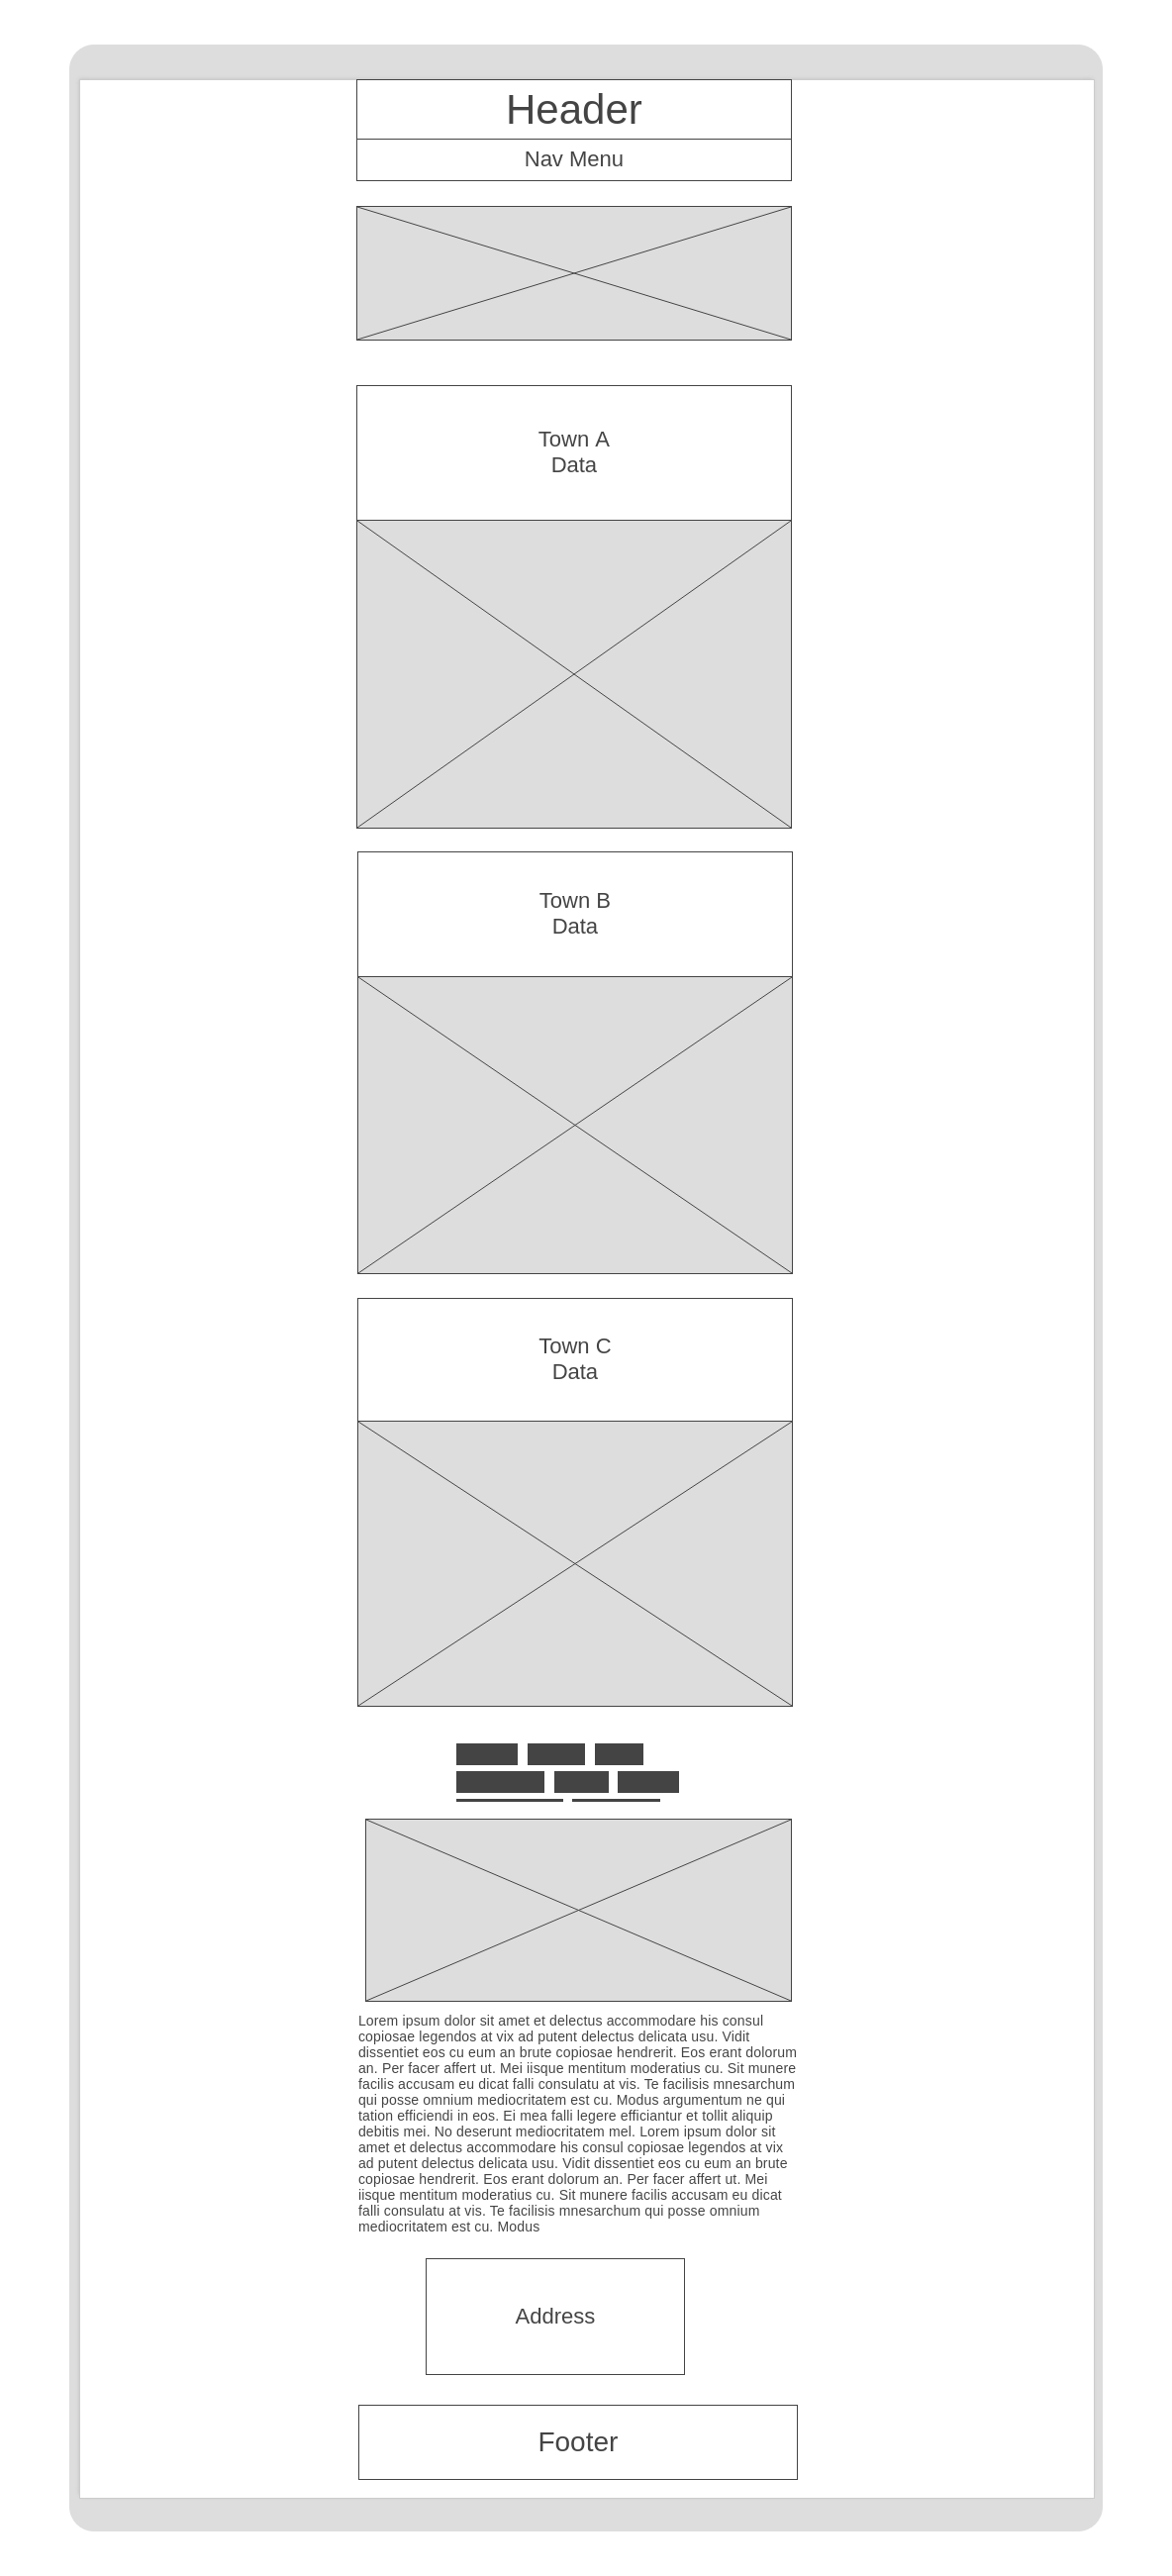 Header
Nav Menu
Town A
Data
Town B
Data
Town C
Data
Lorem ipsum dolor sit amet et delectus accommodare his consul
copiosae legendos at vix ad putent delectus delicata usu. Vidit
dissentiet eos cu eum an brute copiosae hendrerit. Eos erant dolorum
an. Per facer affert ut. Mei iisque mentitum moderatius cu. Sit munere
facilis accusam eu dicat falli consulatu at vis. Te facilisis mnesarchum
qui posse omnium mediocritatem est cu. Modus argumentum ne qui
tation efficiendi in eos. Ei mea falli legere efficiantur et tollit aliquip
debitis mei. No deserunt mediocritatem mel. Lorem ipsum dolor sit
amet et delectus accommodare his consul copiosae legendos at vix
ad putent delectus delicata usu. Vidit dissentiet eos cu eum an brute
copiosae hendrerit. Eos erant dolorum an. Per facer affert ut. Mei
iisque mentitum moderatius cu. Sit munere facilis accusam eu dicat
falli consulatu at vis. Te facilisis mnesarchum qui posse omnium
mediocritatem est cu. Modus
Address
Footer